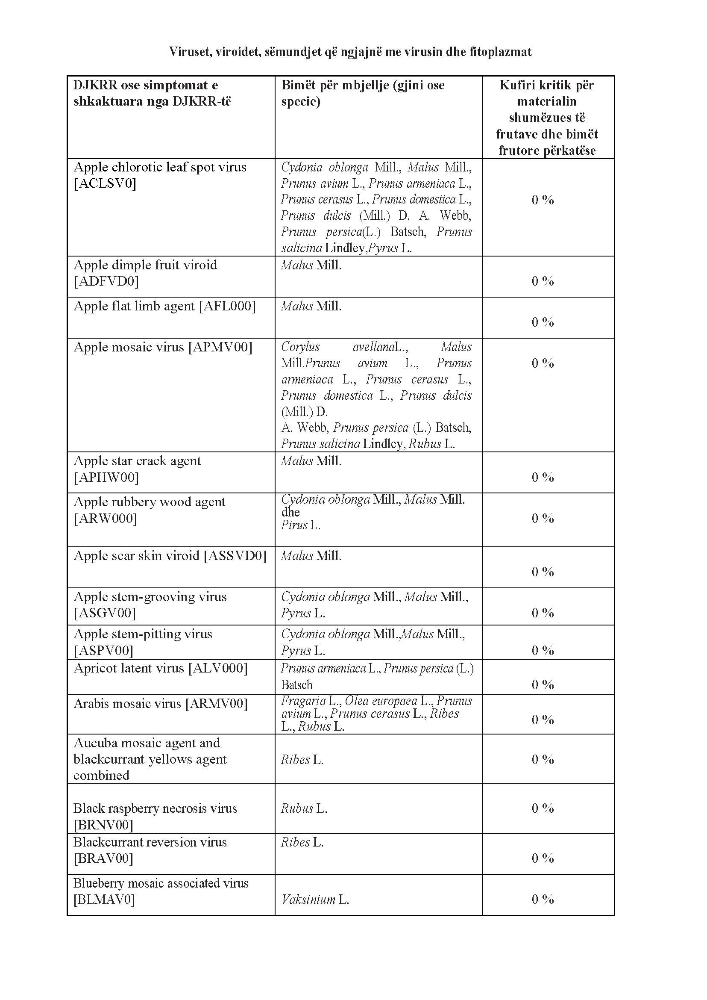 Viruset, viroidet, sëmundjet që ngjajnë me virusin dhe fitoplazmat
DJKRR ose simptomat e
shkaktuara nga DJKRR-të
Bimët për mbjellje (gjini ose
specie)
Kufiri kritik për
materialin
shumëzues të
frutave dhe bimët
frutore përkatëse
Apple chlorotic leaf spot virus
[ACLSV0]
Cydonia oblonga Mill., Malus Mill.,
Prunus avium L., Prunus armeniaca L.,
Prunus cerasus L., Prunus domestica L.,
Prunus dulcis (Mill.) D. A. Webb,
Prunus persica(L.) Batsch, Prunus
salicina Lindley,Pyrus L.
0 %
Apple dimple fruit viroid
[ADFVD0]
Malus Mill.
0 %
Apple flat limb agent [AFL000]
Malus Mill.
0 %
Apple mosaic virus [APMV00]
Corylus avellanaL., Malus
Mill.Prunus avium L., Prunus
armeniaca L., Prunus cerasus L.,
Prunus domestica L., Prunus dulcis
(Mill.) D.
A. Webb, Prunus persica (L.) Batsch,
Prunus salicina Lindley, Rubus L.
0 %
Apple star crack agent
[APHW00]
Malus Mill.
0 %
Apple rubbery wood agent
[ARW000]
Cydonia oblonga Mill., Malus Mill.
dhe
Pirus L.
0 %
Apple scar skin viroid [ASSVD0]
Malus Mill.
0 %
Apple stem-grooving virus
[ASGV00]
Cydonia oblonga Mill., Malus Mill.,
Pyrus L.
0 %
Apple stem-pitting virus
[ASPV00]
Cydonia oblonga Mill.,Malus Mill.,
Pyrus L.
0 %
Apricot latent virus [ALV000]
Prunus armeniaca L., Prunus persica (L.)
Batsch
0 %
Arabis mosaic virus [ARMV00]
Fragaria L., Olea europaea L., Prunus
avium L., Prunus cerasus L., Ribes
L., Rubus L.
0 %
Aucuba mosaic agent and
blackcurrant yellows agent
combined
Ribes L.
0 %
Black raspberry necrosis virus
[BRNV00]
Rubus L.
0 %
Blackcurrant reversion virus
[BRAV00]
Ribes L.
0 %
Blueberry mosaic associated virus
[BLMAV0]
Vaksinium L.
0 %